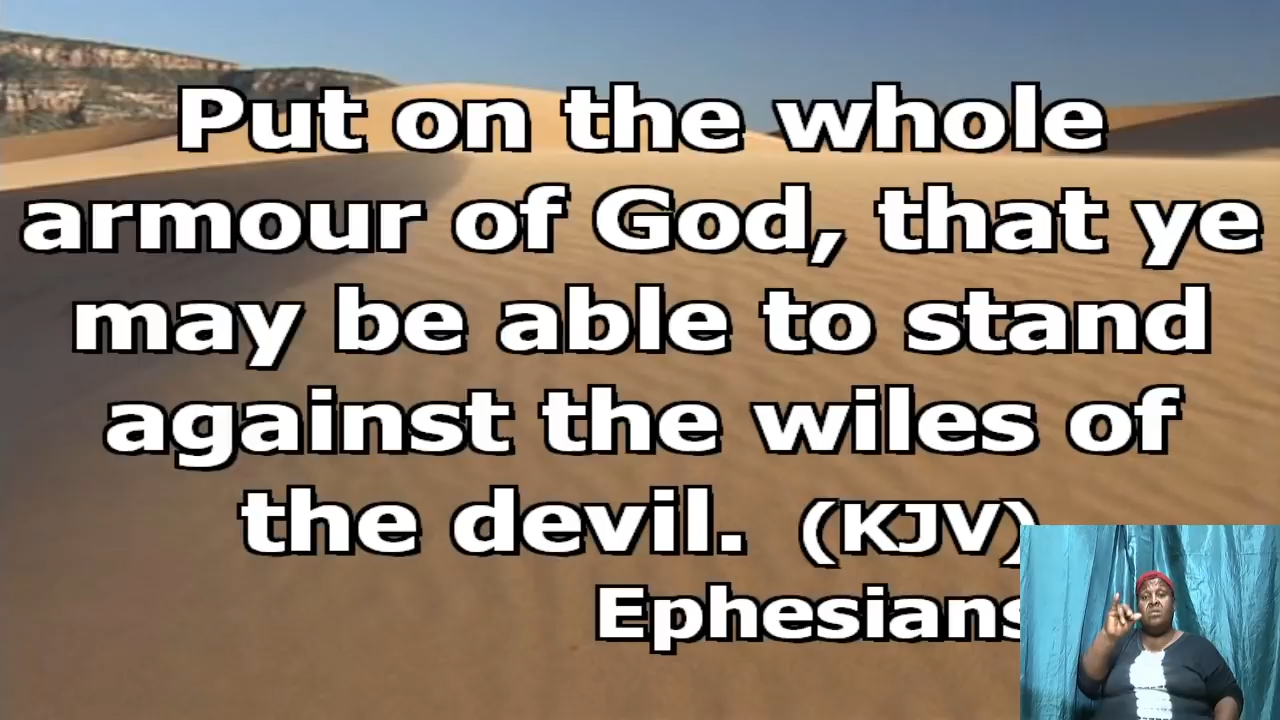 Put on the whole
armour of God, that ye
may be able to stand
against the wiles of
the devil. (KJV)
Ephesians